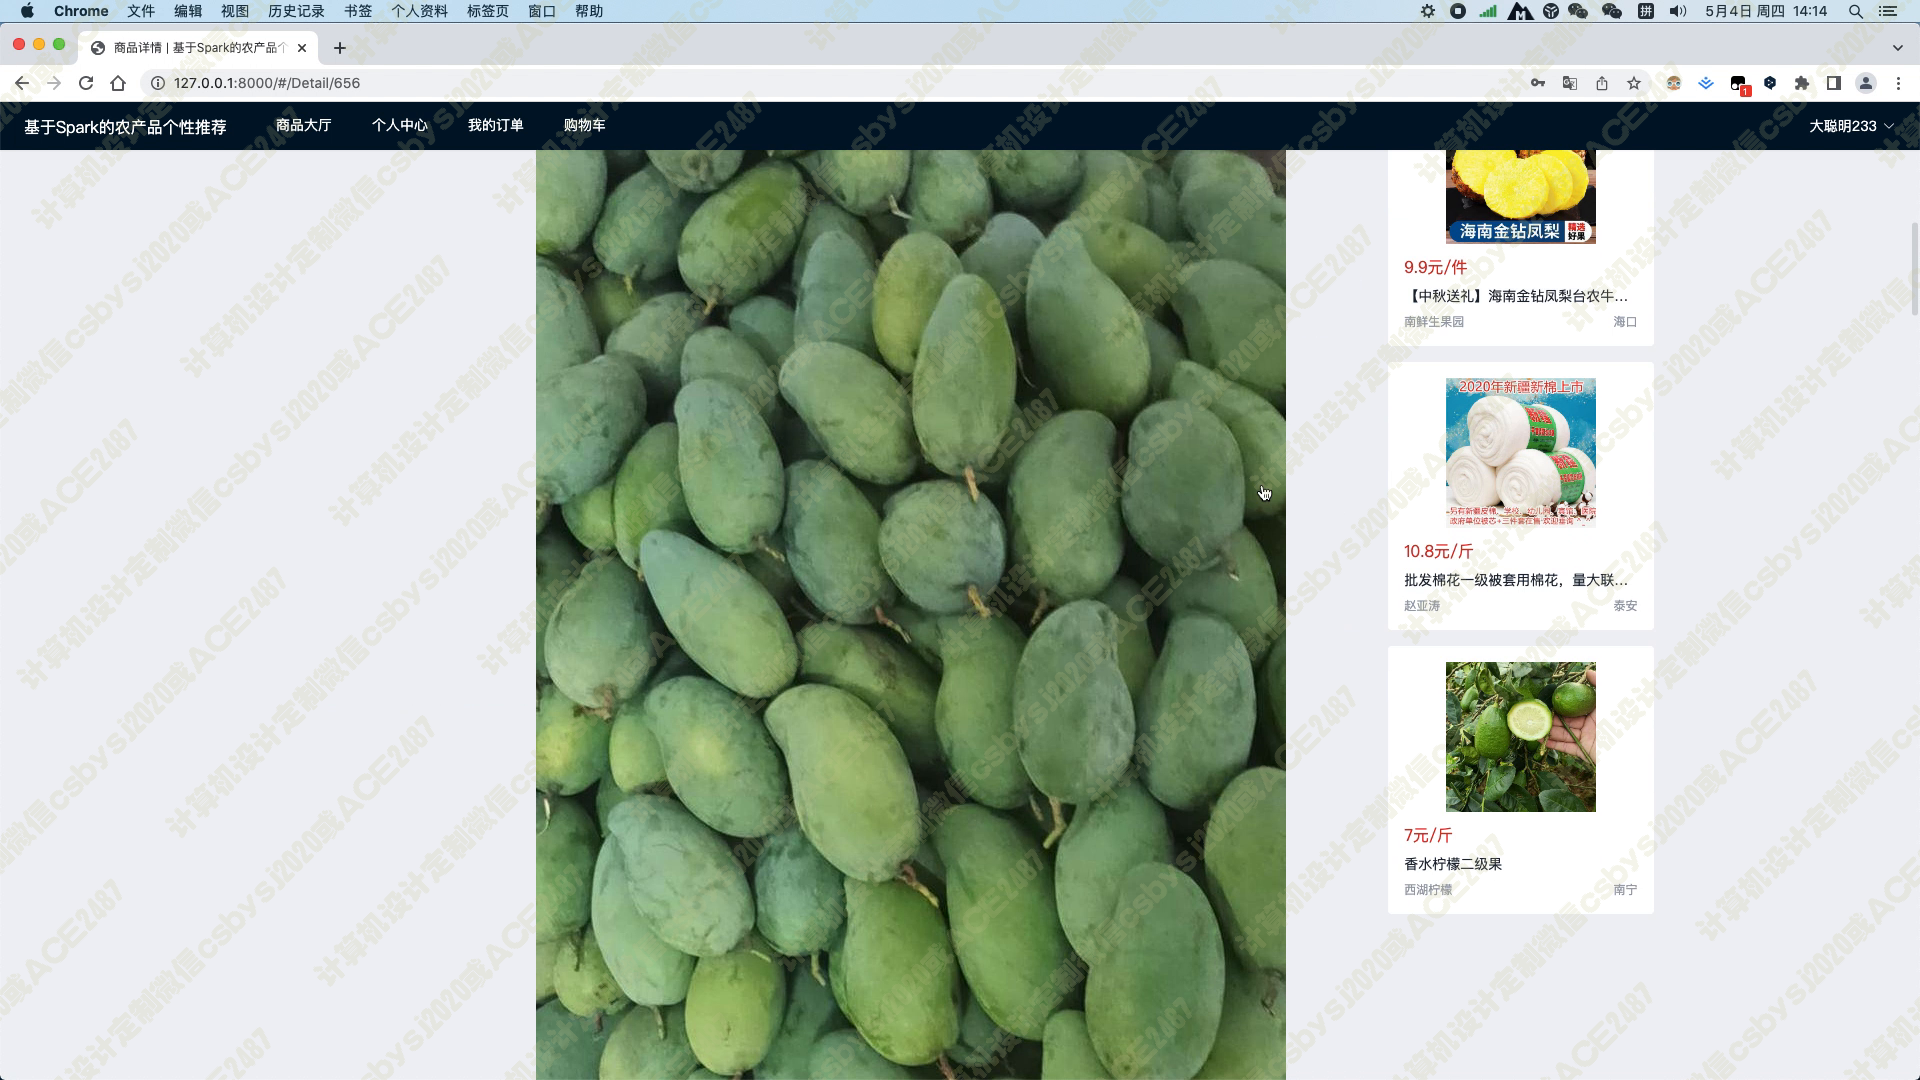 Chrome 文件 编辑 视图 历史记录 书签 个人资料 标签页 窗口 帮助 拼 5月4日 周四 14:14
商品详情 | 基于Spark的农产品个
127.0.0.1:8000/#/Detail/656 1
基于Spark的农产品个性推荐 商品大厅 个人中心 我的订单 购物车 大聪明233
海南金钻凤梨 精选好果
9.9元/件
【中秋送礼】海南金钻凤梨台农牛...
南鲜生果园 海口
2020年新疆新棉上市
10.8元/斤
批发棉花一级被套用棉花，量大联...
赵亚涛 泰安
7元/斤
香水柠檬二级果
西湖柠檬 南宁
计算机设计定制微信csbysj2020或ACE2487